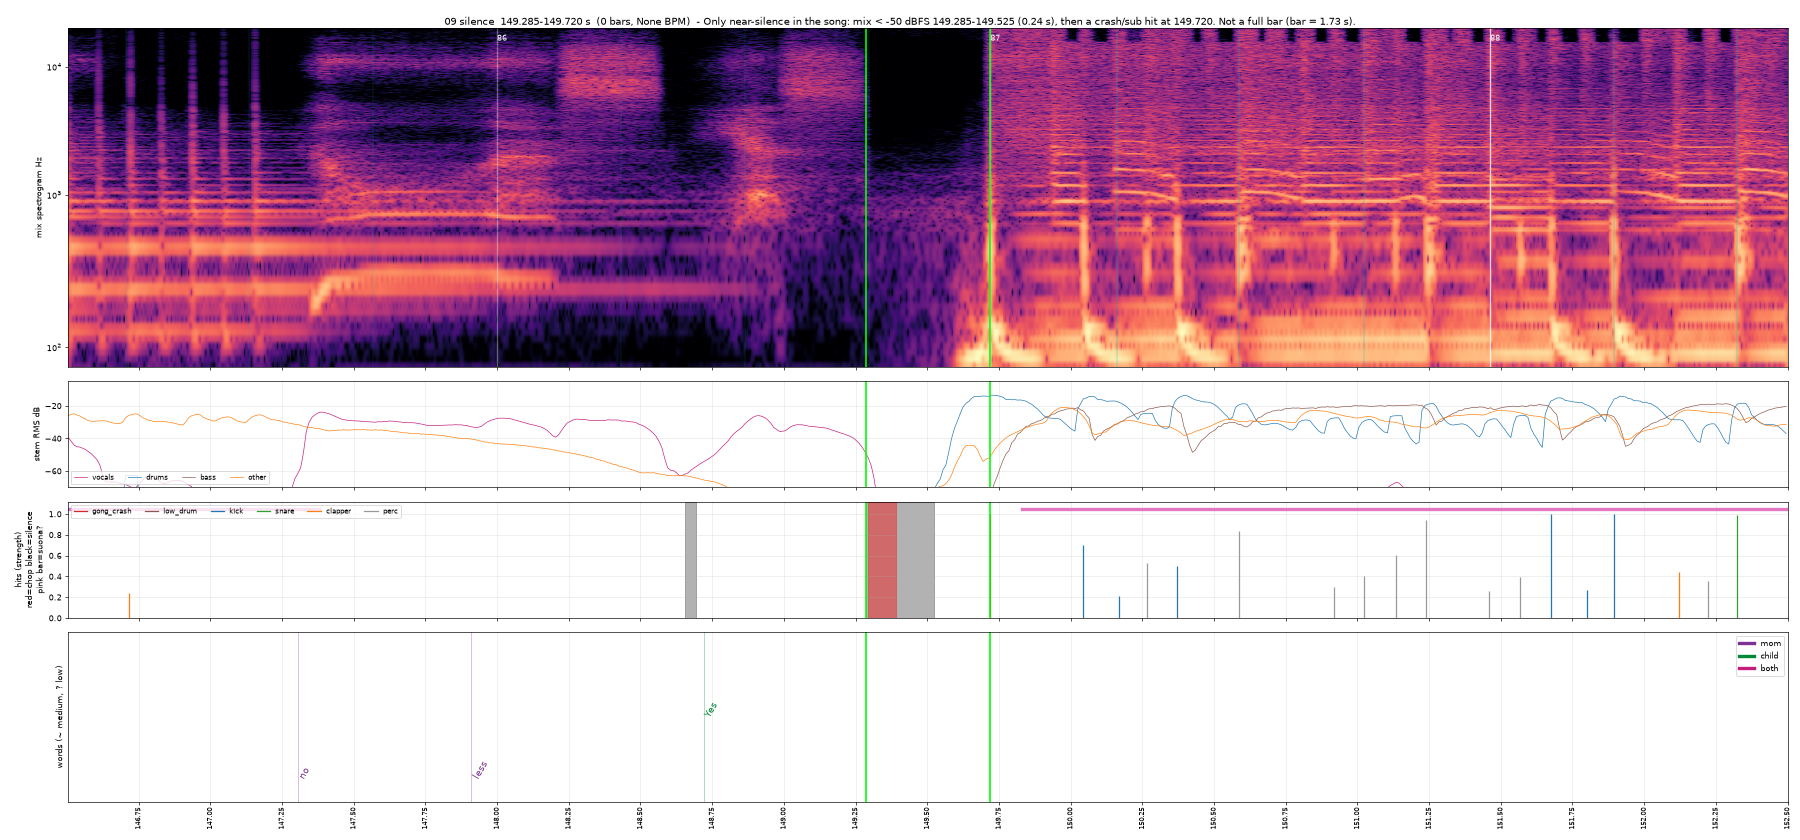 09 silence 149.285-149.720 s (0 bars, None BPM) - Only near-silence in the song: mix < -50 dBFS 149.285-149.525 (0.24 s), then a crash/sub hit at 149.720. Not a full bar (bar = 1.73 s).
86
87
88
10⁴
10³
10²
mix spectrogram Hz
−20
−40
−60
stem RMS dB
vocals
drums
bass
other
gong_crash
low_drum
kick
snare
clapper
perc
1.0
0.8
0.6
0.4
0.2
0.0
hits (strength)
red=chop black=silence
pink bar=suona?
mom
child
both
words (~ medium, ? low)
no
less
Yes
146.75
147.00
147.25
147.50
147.75
148.00
148.25
148.50
148.75
149.00
149.25
149.50
149.75
150.00
150.25
150.50
150.75
151.00
151.25
151.50
151.75
152.00
152.25
152.50